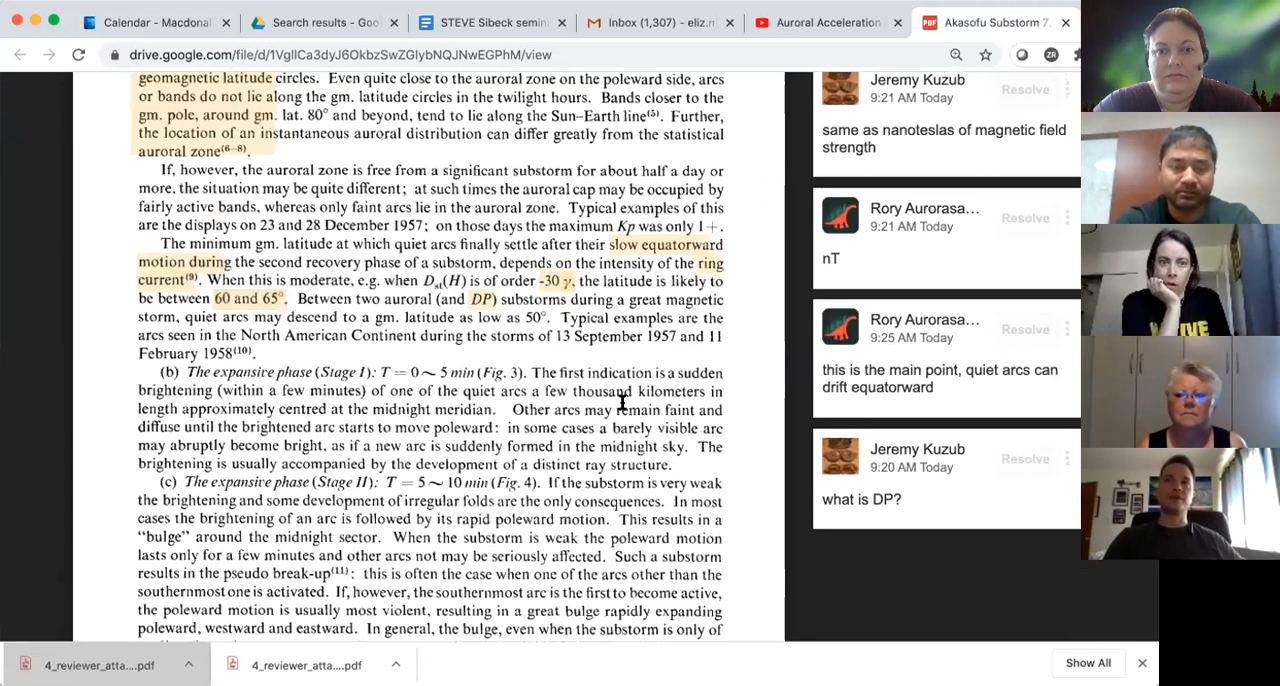 Calendar - Macdonal
Search results - Goo
STEVE Sibeck semin
Inbox (1,307) - eliz.m
Auroral Acceleration
Akasofu Substorm 7.
drive.google.com/file/d/1VgllCa3dyJ6OkbzSwZGlybNQJNwEGPhM/view
ZR
geomagnetic latitude circles. Even quite close to the auroral zone on the poleward side, arcs
or bands do not lie along the gm. latitude circles in the twilight hours. Bands closer to the
gm. pole, around gm. lat. 80° and beyond, tend to lie along the Sun–Earth line(5). Further,
the location of an instantaneous auroral distribution can differ greatly from the statistical
auroral zone(6–8).
If, however, the auroral zone is free from a significant substorm for about half a day or
more, the situation may be quite different; at such times the auroral cap may be occupied by
fairly active bands, whereas only faint arcs lie in the auroral zone. Typical examples of this
are the displays on 23 and 28 December 1957; on those days the maximum Kp was only 1+.
The minimum gm. latitude at which quiet arcs finally settle after their slow equatorward
motion during the second recovery phase of a substorm, depends on the intensity of the ring
current(9). When this is moderate, e.g. when Dst(H) is of order -30 γ, the latitude is likely to
be between 60 and 65°. Between two auroral (and DP) substorms during a great magnetic
storm, quiet arcs may descend to a gm. latitude as low as 50°. Typical examples are the
arcs seen in the North American Continent during the storms of 13 September 1957 and 11
February 1958(10).
(b) The expansive phase (Stage I): T = 0 ~ 5 min (Fig. 3). The first indication is a sudden
brightening (within a few minutes) of one of the quiet arcs a few thousand kilometers in
length approximately centred at the midnight meridian. Other arcs may remain faint and
diffuse until the brightened arc starts to move poleward: in some cases a barely visible arc
may abruptly become bright, as if a new arc is suddenly formed in the midnight sky. The
brightening is usually accompanied by the development of a distinct ray structure.
(c) The expansive phase (Stage II): T = 5 ~ 10 min (Fig. 4). If the substorm is very weak
the brightening and some development of irregular folds are the only consequences. In most
cases the brightening of an arc is followed by its rapid poleward motion. This results in a
“bulge” around the midnight sector. When the substorm is weak the poleward motion
lasts only for a few minutes and other arcs not may be seriously affected. Such a substorm
results in the pseudo break-up(11): this is often the case when one of the arcs other than the
southernmost one is activated. If, however, the southernmost arc is the first to become active,
the poleward motion is usually most violent, resulting in a great bulge rapidly expanding
poleward, westward and eastward. In general, the bulge, even when the substorm is only of
Jeremy Kuzub
9:21 AM Today
Resolve
same as nanoteslas of magnetic field
strength
Rory Aurorasa...
9:21 AM Today
Resolve
nT
Rory Aurorasa...
9:25 AM Today
Resolve
this is the main point, quiet arcs can
drift equatorward
Jeremy Kuzub
9:20 AM Today
Resolve
what is DP?
4_reviewer_atta....pdf
4_reviewer_atta....pdf
Show All